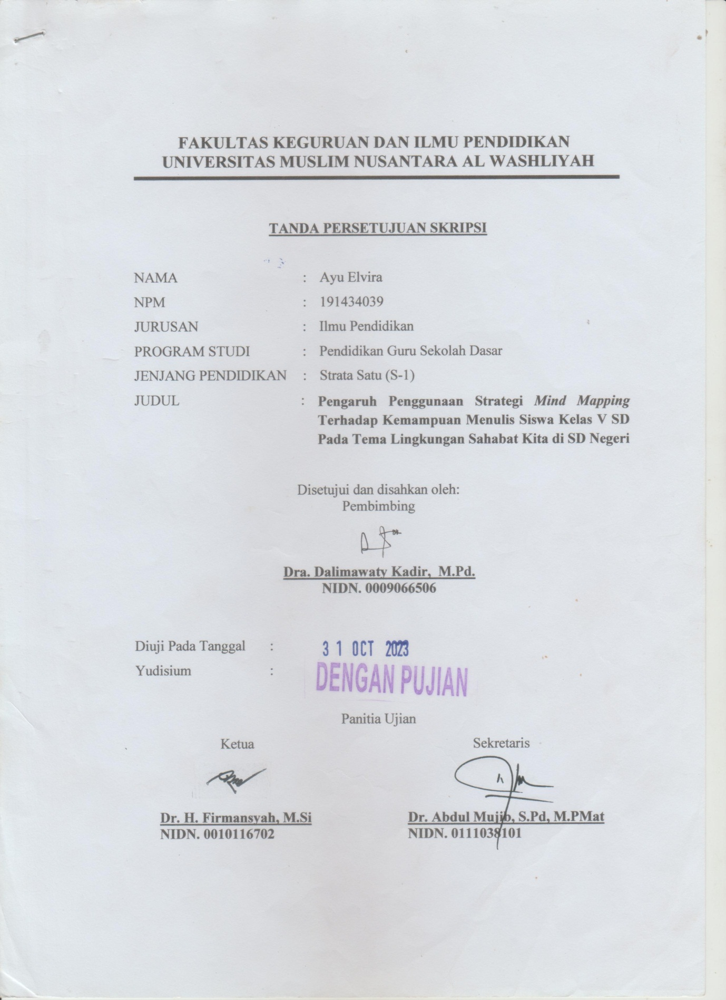 FAKULTAS KEGURUAN DAN ILMU PENDIDIKAN
UNIVERSITAS MUSLIM NUSANTARA AL WASHLIYAH
TANDA PERSETUJUAN SKRIPSI
NAMA : Ayu Elvira
NPM : 191434039
JURUSAN : Ilmu Pendidikan
PROGRAM STUDI : Pendidikan Guru Sekolah Dasar
JENJANG PENDIDIKAN : Strata Satu (S-1)
JUDUL : Pengaruh Penggunaan Strategi Mind Mapping
Terhadap Kemampuan Menulis Siswa Kelas V SD
Pada Tema Lingkungan Sahabat Kita di SD Negeri
Disetujui dan disahkan oleh:
Pembimbing
Dra. Dalimawaty Kadir, M.Pd.
NIDN. 0009066506
Diuji Pada Tanggal : 31 OCT 2023
Yudisium : DENGAN PUJIAN
Panitia Ujian
Ketua Sekretaris
Dr. H. Firmansyah, M.Si Dr. Abdul Mujib, S.Pd, M.PMat
NIDN. 0010116702 NIDN. 0111038101